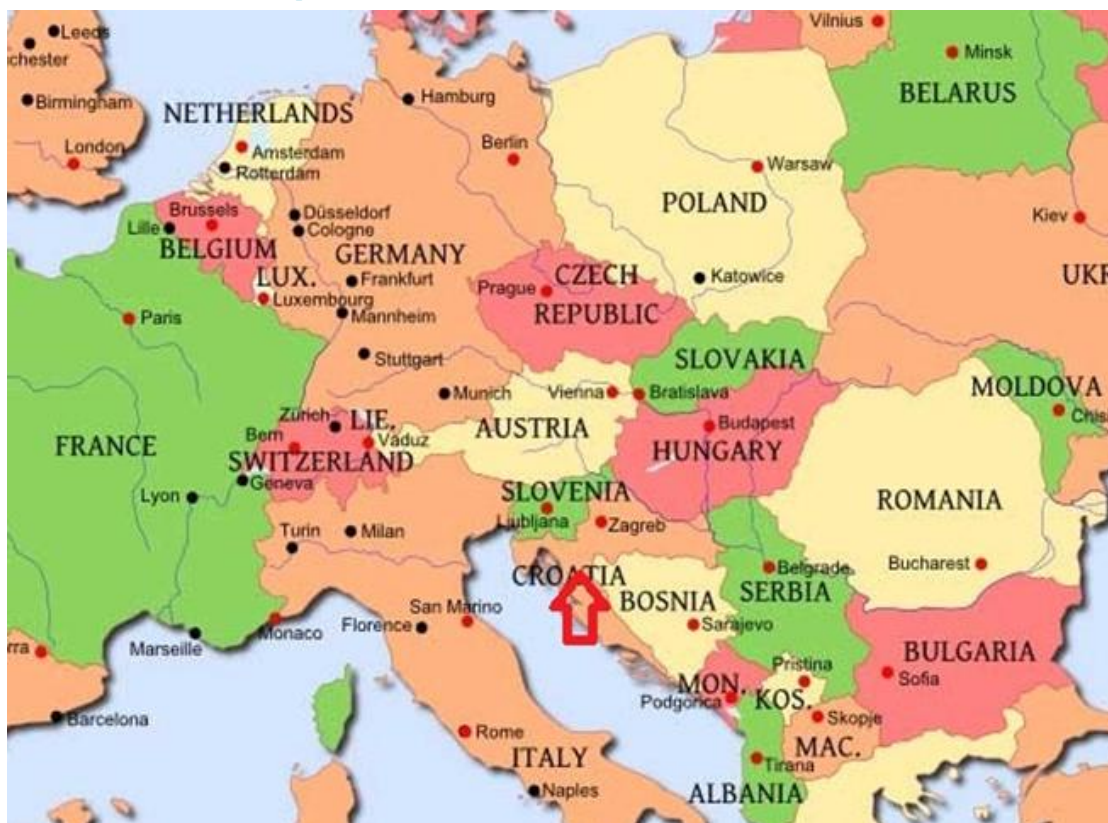 Leeds
chester
Birmingham
London
NETHERLANDS
Amsterdam
Rotterdam
Hamburg
Berlin
Vilnius
Minsk
BELARUS
Warsaw
POLAND
Kiev
UKR
Brussels
Lille
BELGIUM
LUX.
Luxembourg
Düsseldorf
Cologne
GERMANY
Frankfurt
Mannheim
Stuttgart
Munich
Prague
CZECH
REPUBLIC
Katowice
SLOVAKIA
Bratislava
Vienna
AUSTRIA
Paris
FRANCE
Zürich
LIE.
Bern
Vaduz
SWITZERLAND
Geneva
Lyon
Budapest
HUNGARY
MOLDOVA
Chis
ROMANIA
Bucharest
SLOVENIA
Ljubljana
Zagreb
CROATIA
BOSNIA
Sarajevo
Belgrade
SERBIA
Turin
Milan
San Marino
Florence
Monaco
Marseille
rra
Barcelona
Rome
ITALY
Naples
MON.
Podgorica
Pristina
KOS.
Skopje
MAC.
Tirana
ALBANIA
BULGARIA
Sofia